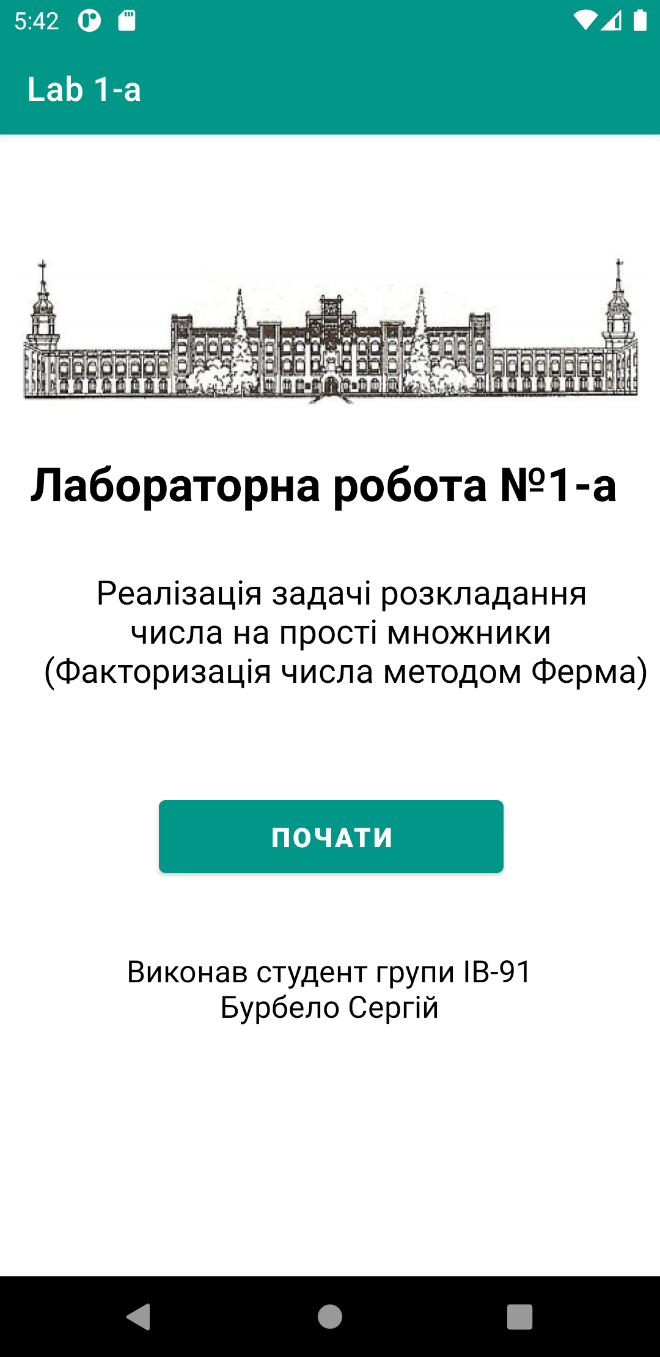 5:42
Lab 1-a
Лабораторна робота №1-а
Реалізація задачі розкладання
числа на прості множники
(Факторизація числа методом Ферма)
ПОЧАТИ
Виконав студент групи ІВ-91
Бурбело Сергій